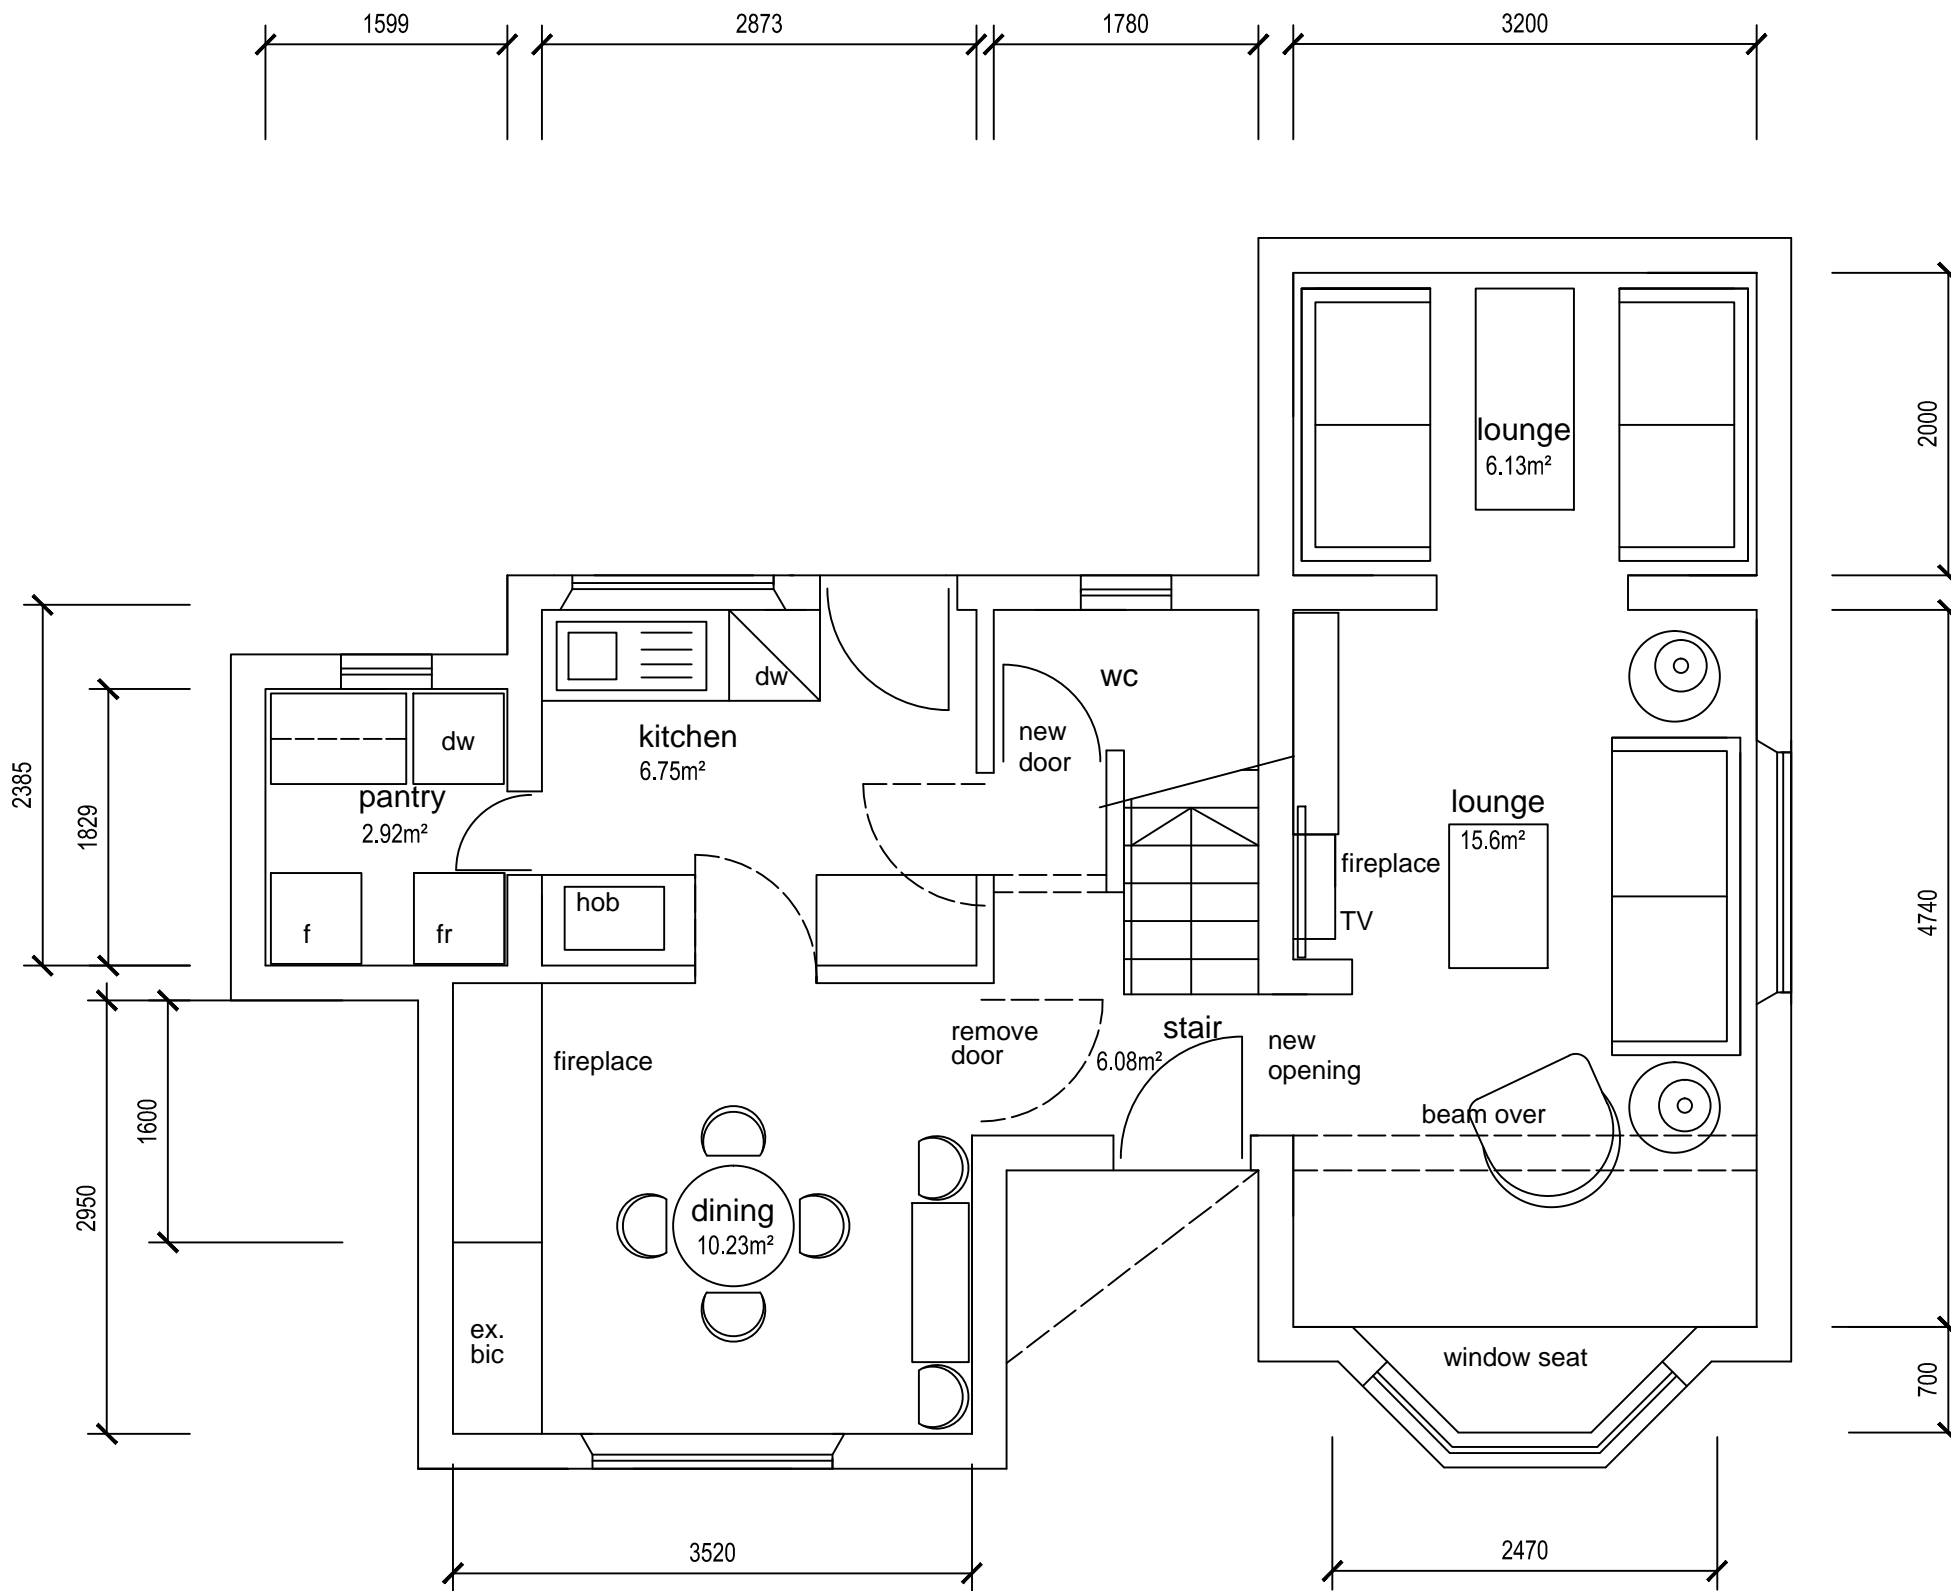 1599
2873
1780
3200
lounge
6.13m²
2000
dw
wc
kitchen
6.75m²
new
door
dw
pantry
2.92m²
2385
1829
lounge
15.6m²
fireplace
TV
4740
hob
f
fr
stair
6.08m²
remove
door
new
opening
fireplace
beam over
1600
2950
dining
10.23m²
ex.
bic
window seat
700
3520
2470